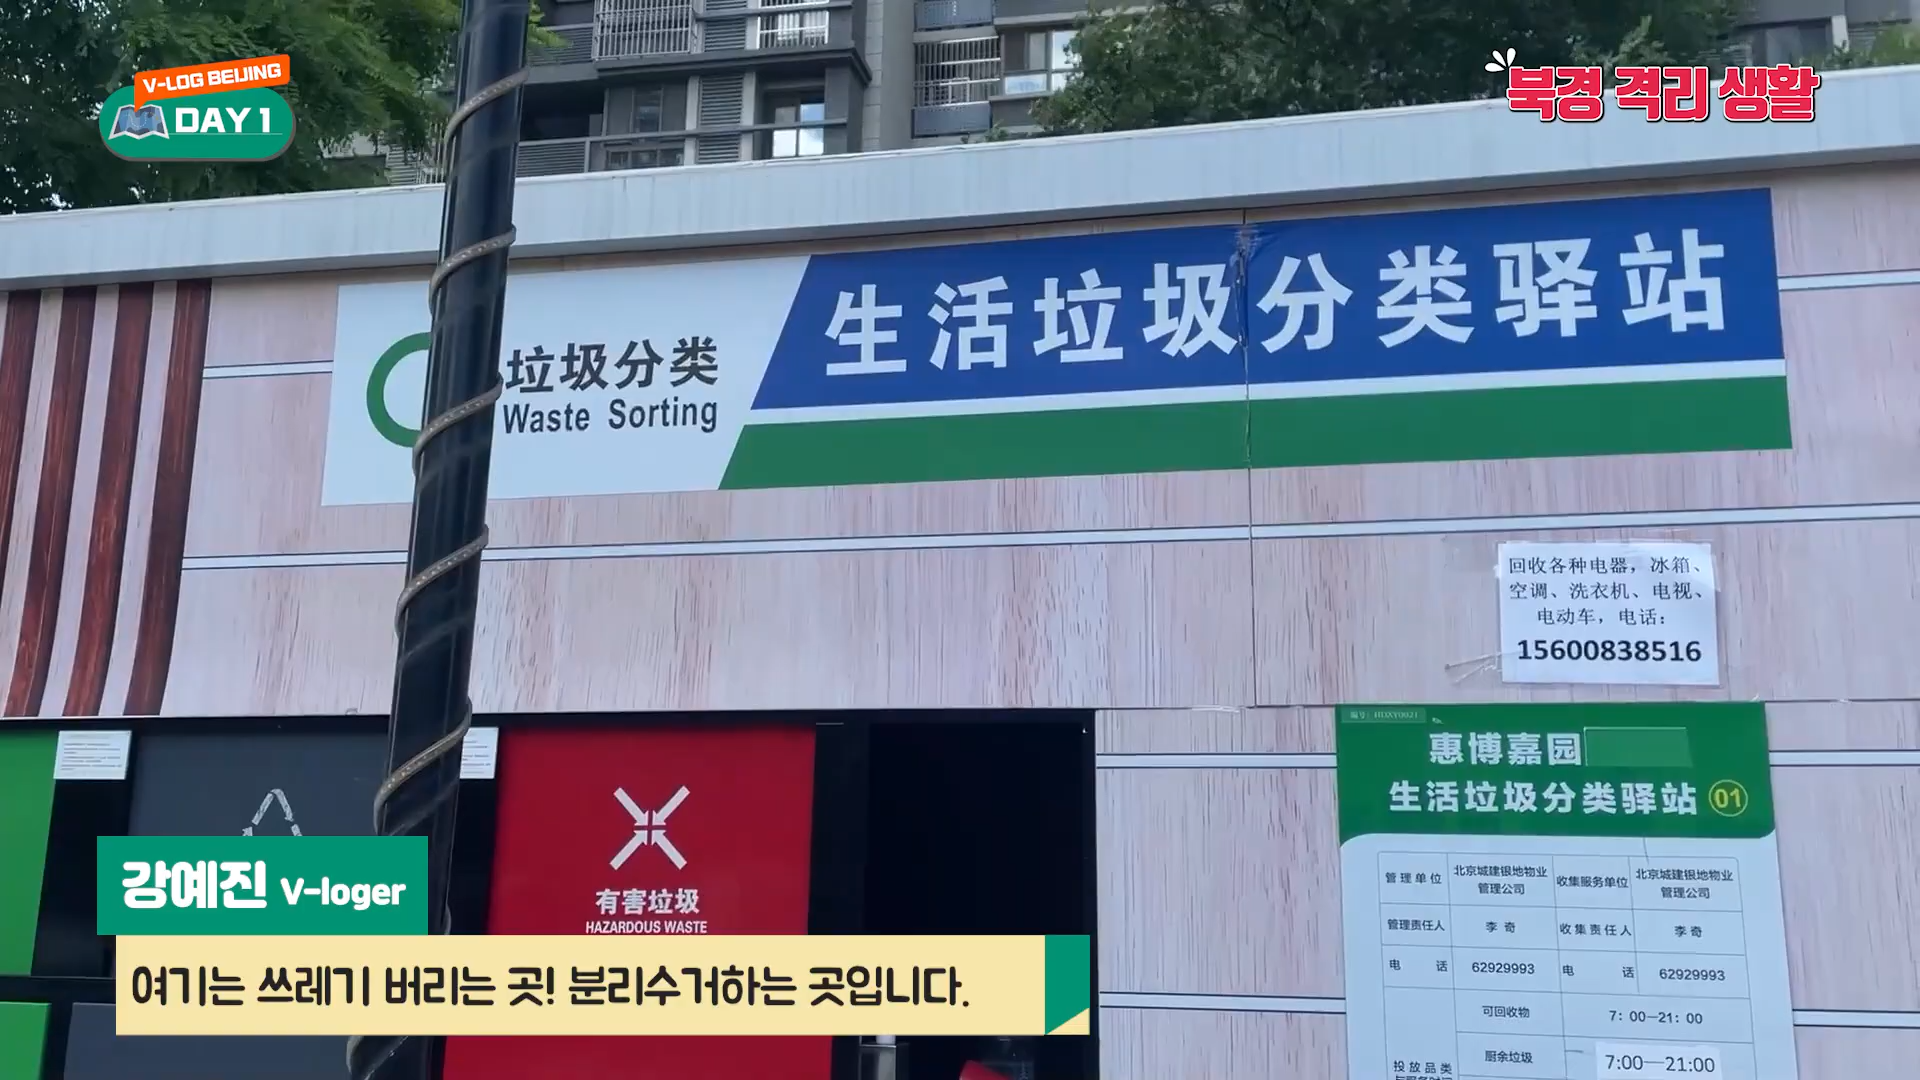 V-LOG BEIJING
DAY 1
북경 격리 생활
垃圾分类
Waste Sorting
生活垃圾分类驿站
回收各种电器，冰箱、
空调、洗衣机、电视、
电动车，电话：
15600838516
惠博嘉园
生活垃圾分类驿站 01
管理单位 北京城建银地物业管理公司 收集服务单位 北京城建银地物业管理公司
管理责任人 李奇 收集责任人 李奇
电话 62929993 电话 62929993
可回收物 7：00—21：00
厨余垃圾 7:00—21:00
投放品类
有害垃圾
HAZARDOUS WASTE
강예진 V-loger
여기는 쓰레기 버리는 곳! 분리수거하는 곳입니다.